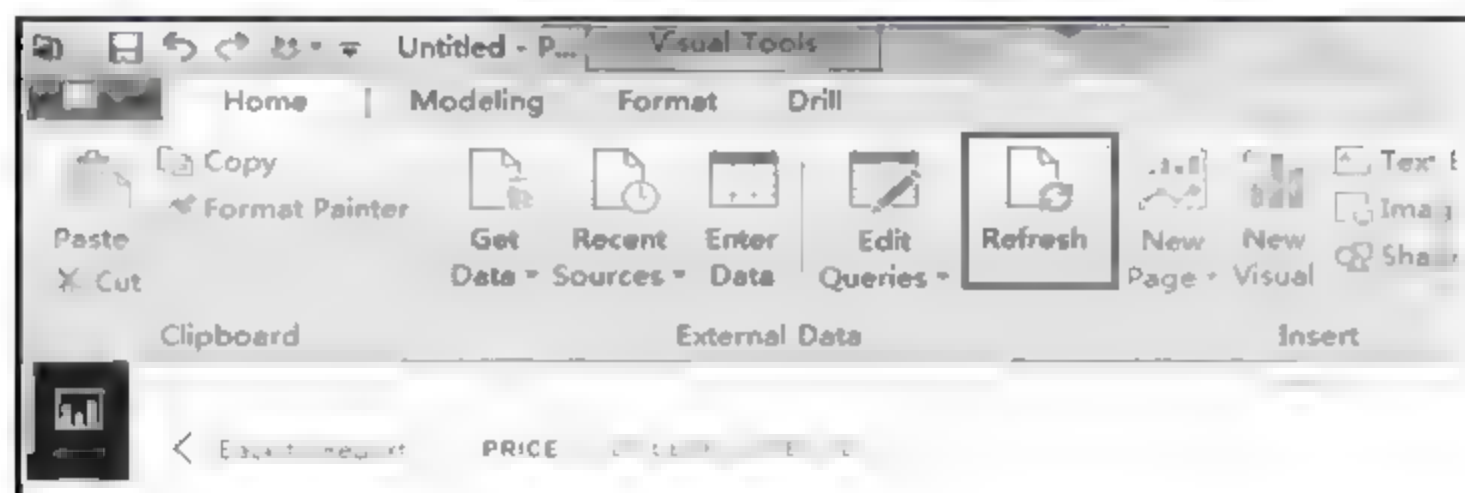 Untitled - P... Visual Tools
Home Modeling Format Drill
Paste
Cut
Copy
Format Painter
Clipboard
Get Data
Recent Sources
Enter Data
Edit Queries
Refresh
External Data
New Page
New Visual
Text
Insert
PRICE